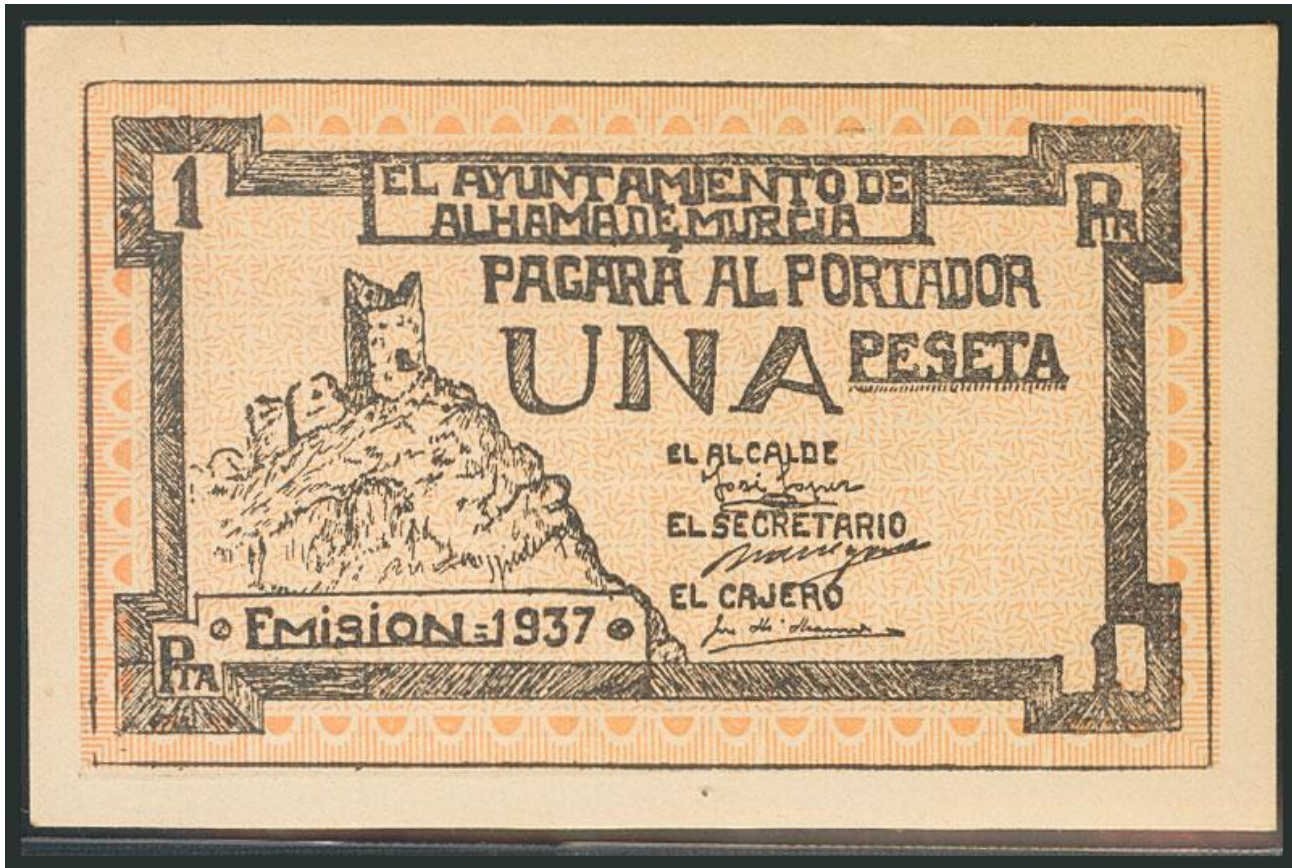 1
EL AYUNTAMIENTO DE
ALHAMA DE MURCIA
PTA
PAGARÁ AL PORTADOR
UNA PESETA
EL ALCALDE
EL SECRETARIO
EL CAJERO
EMISION=1937
PTA
1